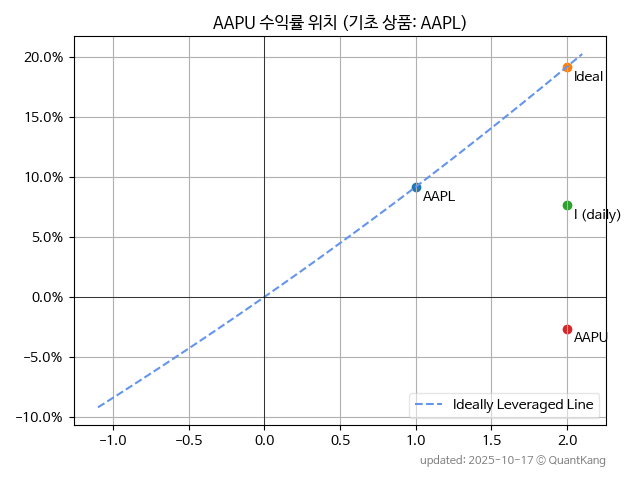 AAPU 수익률 위치 (기초 상품: AAPL)
20.0%
15.0%
10.0%
5.0%
0.0%
−5.0%
−10.0%
Ideal
AAPL
I (daily)
AAPU
Ideally Leveraged Line
−1.0 −0.5 0.0 0.5 1.0 1.5 2.0
updated: 2025-10-17 © QuantKang